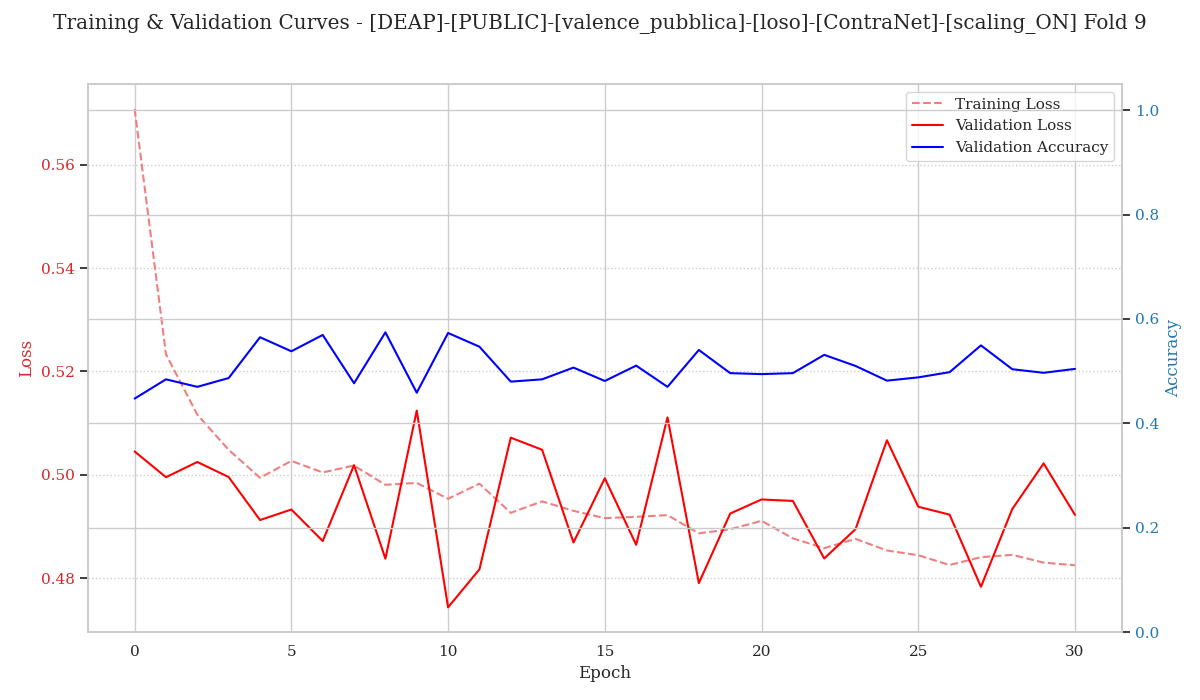 Training & Validation Curves - [DEAP]-[PUBLIC]-[valence_pubblica]-[loso]-[ContraNet]-[scaling_ON] Fold 9
Training Loss
Validation Loss
Validation Accuracy
Loss
0.56
0.54
0.52
0.50
0.48
1.0
0.8
0.6
0.4
0.2
0.0
Accuracy
0 5 10 15 20 25 30
Epoch